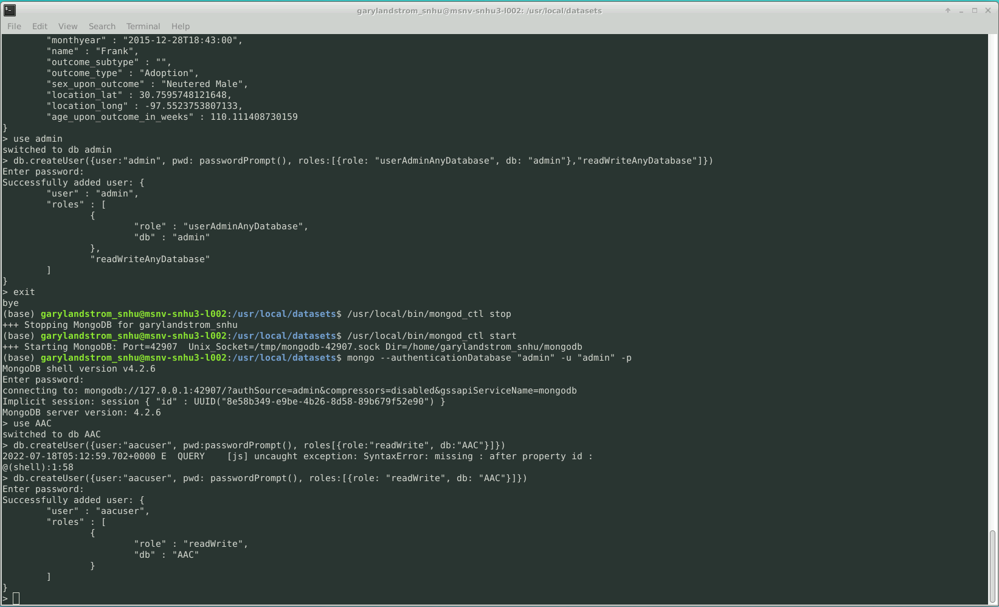 garylandstrom_snhu@msnv-snhu3-l002: /usr/local/datasets
File Edit View Search Terminal Help
        "monthyear" : "2015-12-28T18:43:00",
        "name" : "Frank",
        "outcome_subtype" : "",
        "outcome_type" : "Adoption",
        "sex_upon_outcome" : "Neutered Male",
        "location_lat" : 30.7595748121648,
        "location_long" : -97.5523753807133,
        "age_upon_outcome_in_weeks" : 110.111408730159
}
> use admin
switched to db admin
> db.createUser({user:"admin", pwd: passwordPrompt(), roles:[{role: "userAdminAnyDatabase", db: "admin"},"readWriteAnyDatabase"]})
Enter password:
Successfully added user: {
        "user" : "admin",
        "roles" : [
                {
                        "role" : "userAdminAnyDatabase",
                        "db" : "admin"
                },
                "readWriteAnyDatabase"
        ]
}
> exit
bye
(base) garylandstrom_snhu@msnv-snhu3-l002:/usr/local/datasets$ /usr/local/bin/mongod_ctl stop
+++ Stopping MongoDB for garylandstrom_snhu
(base) garylandstrom_snhu@msnv-snhu3-l002:/usr/local/datasets$ /usr/local/bin/mongod_ctl start
+++ Starting MongoDB: Port=42907  Unix_Socket=/tmp/mongodb-42907.sock Dir=/home/garylandstrom_snhu/mongodb
(base) garylandstrom_snhu@msnv-snhu3-l002:/usr/local/datasets$ mongo --authenticationDatabase "admin" -u "admin" -p
MongoDB shell version v4.2.6
Enter password:
connecting to: mongodb://127.0.0.1:42907/?authSource=admin&compressors=disabled&gssapiServiceName=mongodb
Implicit session: session { "id" : UUID("8e58b349-e9be-4b26-8d58-89b679f52e90") }
MongoDB server version: 4.2.6
> use AAC
switched to db AAC
> db.createUser({user:"aacuser", pwd:passwordPrompt(), roles[{role:"readWrite", db:"AAC"}]})
2022-07-18T05:12:59.702+0000 E  QUERY    [js] uncaught exception: SyntaxError: missing : after property id :
@(shell):1:58
> db.createUser({user:"aacuser", pwd: passwordPrompt(), roles:[{role: "readWrite", db: "AAC"}]})
Enter password:
Successfully added user: {
        "user" : "aacuser",
        "roles" : [
                {
                        "role" : "readWrite",
                        "db" : "AAC"
                }
        ]
}
>